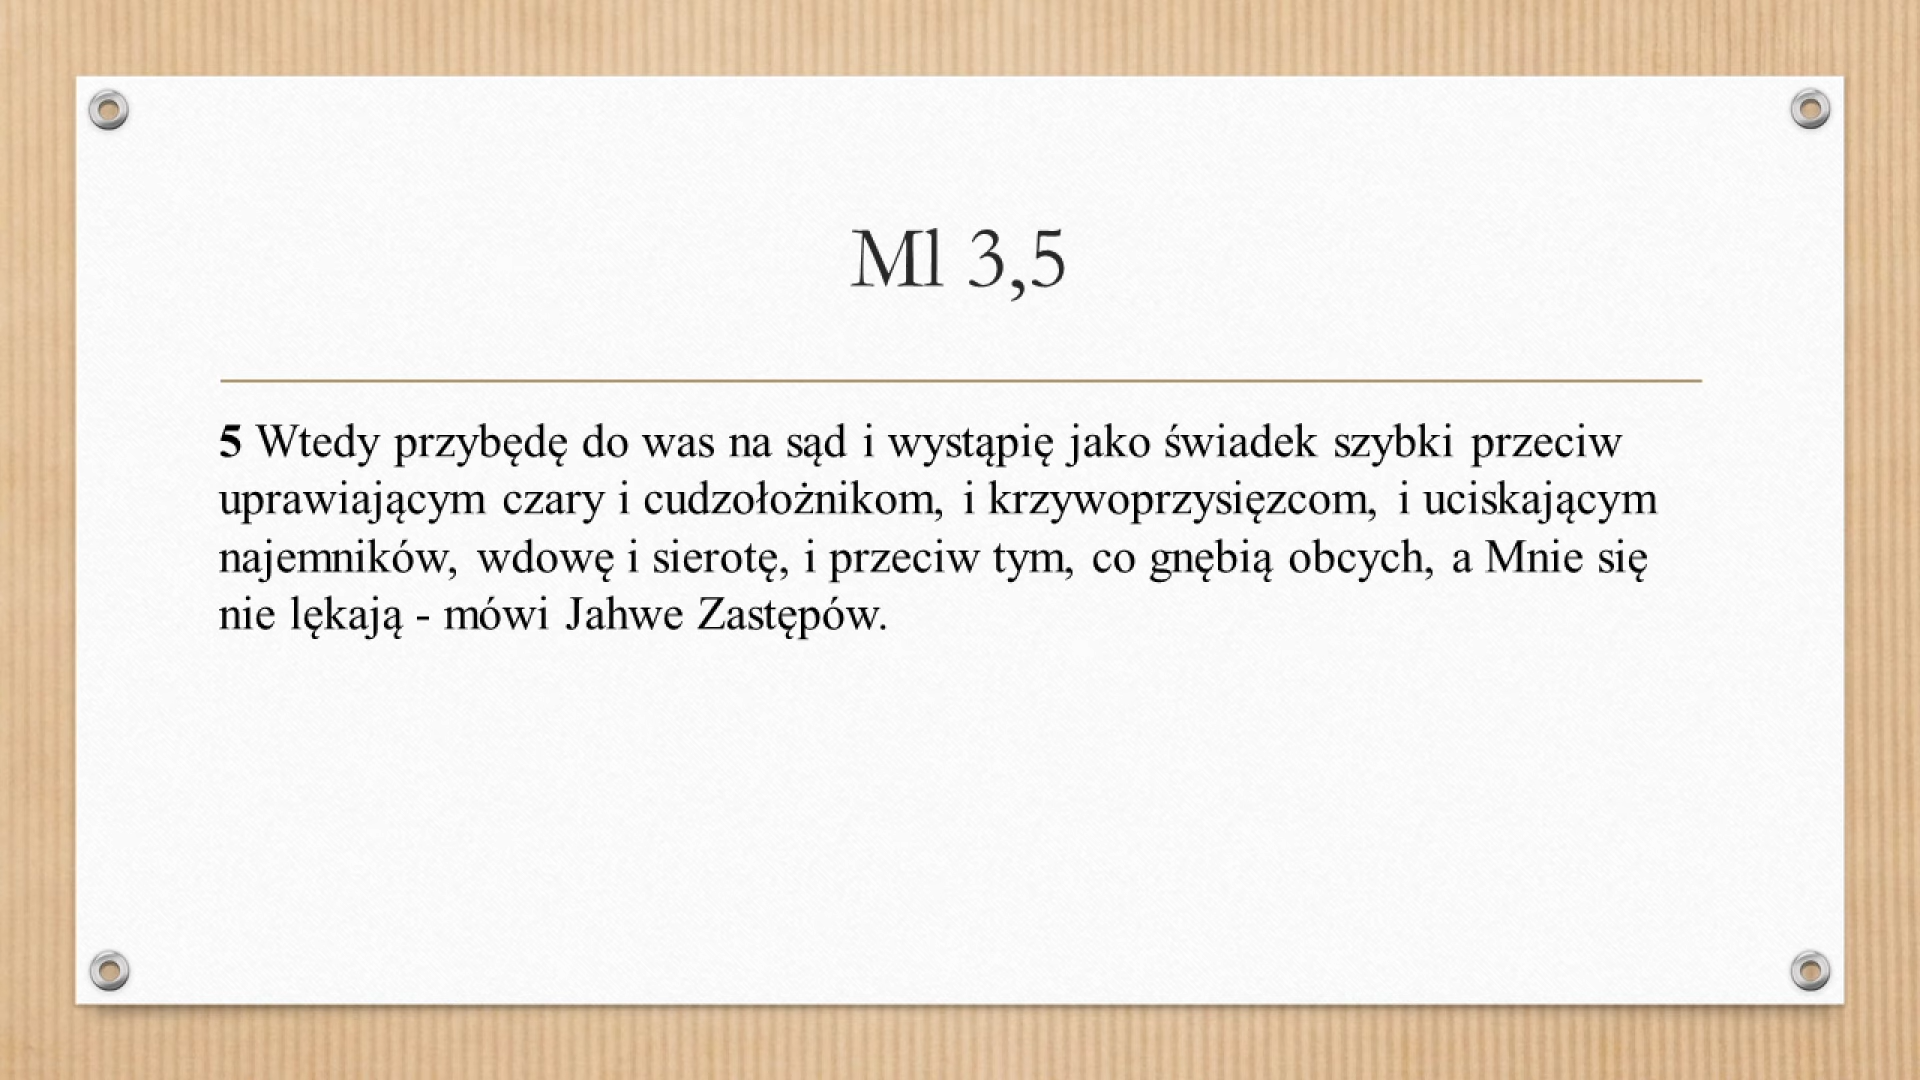 Ml 3,5
5 Wtedy przybędę do was na sąd i wystąpię jako świadek szybki przeciw
uprawiającym czary i cudzołożnikom, i krzywoprzysięzcom, i uciskającym
najemników, wdowę i sierotę, i przeciw tym, co gnębią obcych, a Mnie się
nie lękają - mówi Jahwe Zastępów.